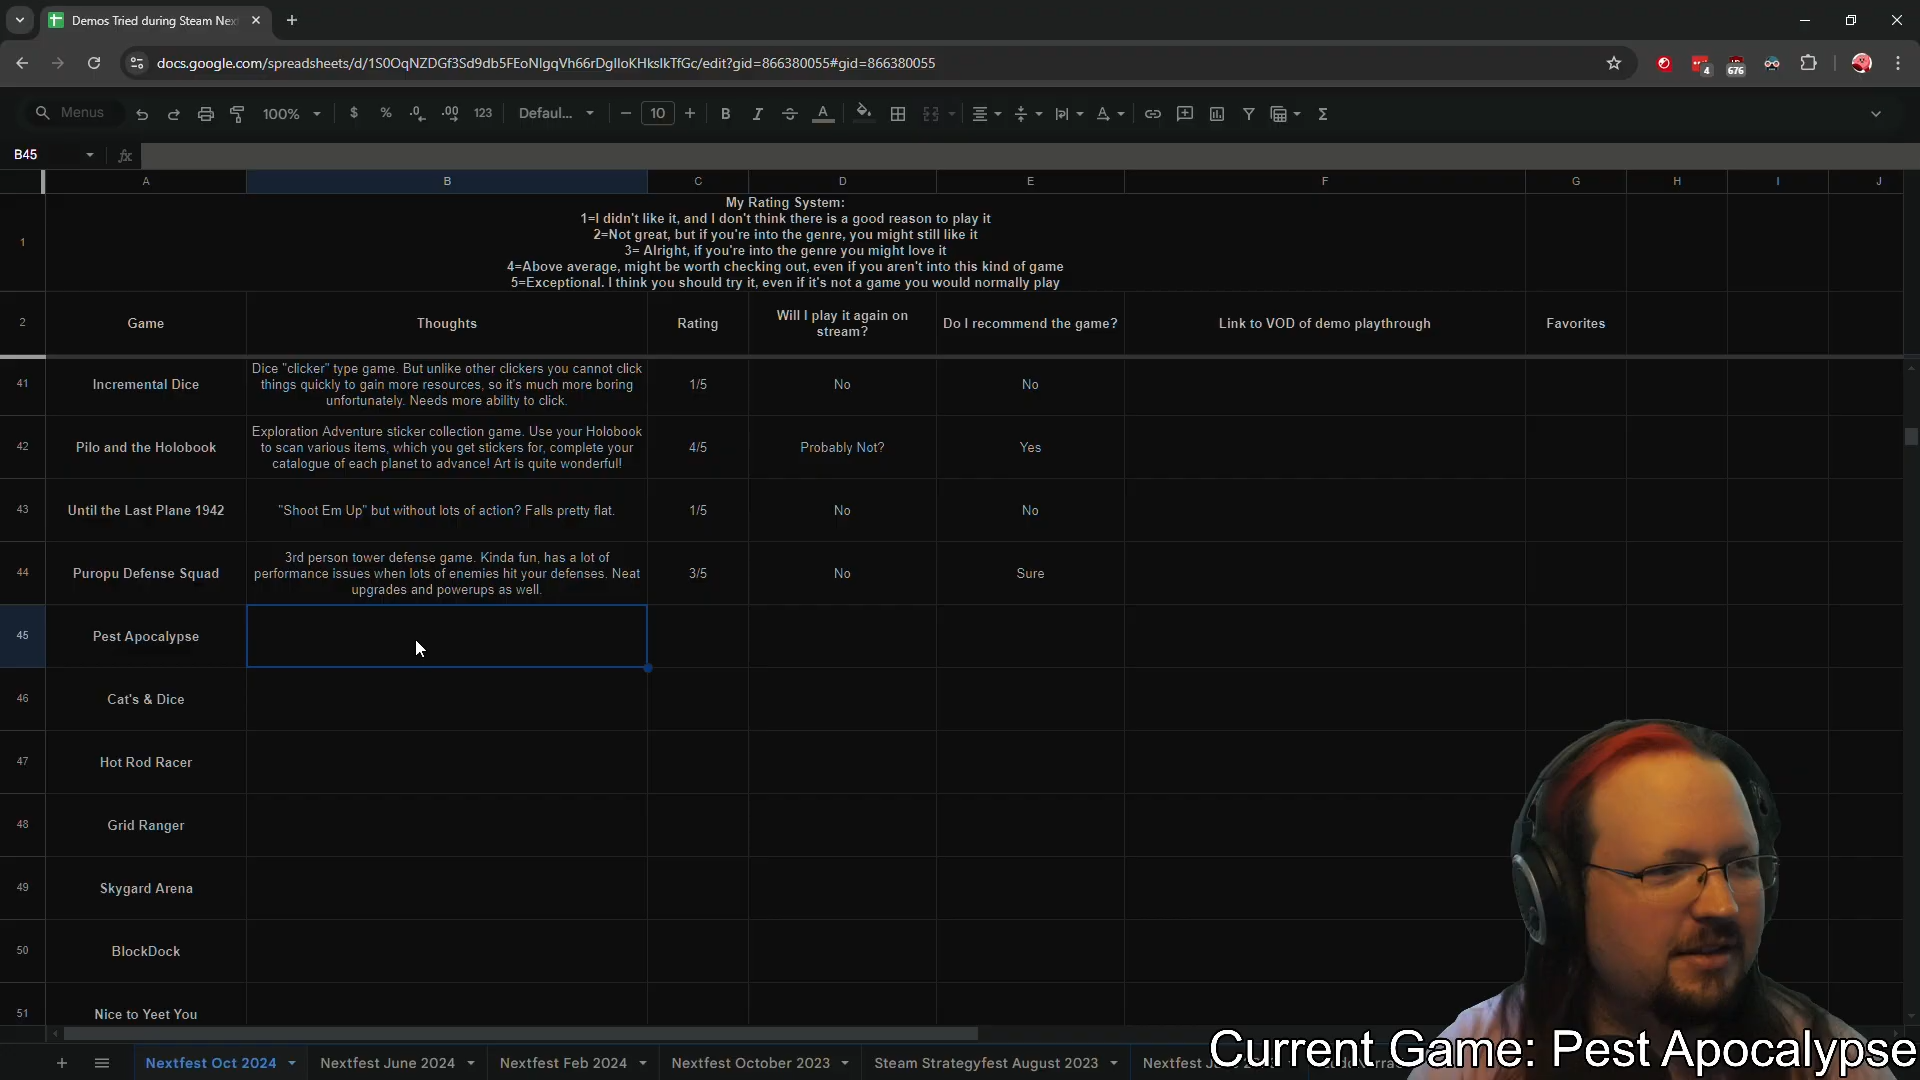 Demos Tried during Steam Nex
docs.google.com/spreadsheets/d/1S0OqNZDGf3Sd9db5FEoNlgqVh66rDgIloKHkslkTfGc/edit?gid=866380055#gid=866380055
4
676
Menus
100%
$
%
.0
.00
123
Defaul...
10
B
I
A
B45
fx
A B C D E F G H I J
1
My Rating System:
1=I didn't like it, and I don't think there is a good reason to play it
2=Not great, but if you're into the genre, you might still like it
3= Alright, if you're into the genre you might love it
4=Above average, might be worth checking out, even if you aren't into this kind of game
5=Exceptional. I think you should try it, even if it's not a game you would normally play
2
Game
Thoughts
Rating
Will I play it again on
stream?
Do I recommend the game?
Link to VOD of demo playthrough
Favorites
41
Incremental Dice
Dice "clicker" type game. But unlike other clickers you cannot click
things quickly to gain more resources, so it's much more boring
unfortunately. Needs more ability to click.
1/5
No
No
42
Pilo and the Holobook
Exploration Adventure sticker collection game. Use your Holobook
to scan various items, which you get stickers for, complete your
catalogue of each planet to advance! Art is quite wonderful!
4/5
Probably Not?
Yes
43
Until the Last Plane 1942
"Shoot Em Up" but without lots of action? Falls pretty flat.
1/5
No
No
44
Puropu Defense Squad
3rd person tower defense game. Kinda fun, has a lot of
performance issues when lots of enemies hit your defenses. Neat
upgrades and powerups as well.
3/5
No
Sure
45
Pest Apocalypse
46
Cat's & Dice
47
Hot Rod Racer
48
Grid Ranger
49
Skygard Arena
50
BlockDock
51
Nice to Yeet You
Nextfest Oct 2024
Nextfest June 2024
Nextfest Feb 2024
Nextfest October 2023
Steam Strategyfest August 2023
Nextfest
Current Game: Pest Apocalypse